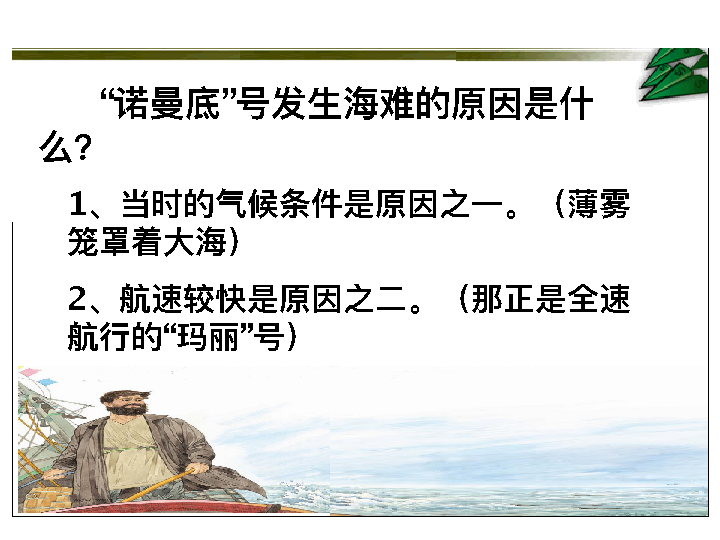 “诺曼底”号发生海难的原因是什
么？
1、当时的气候条件是原因之一。（薄雾
笼罩着大海）
2、航速较快是原因之二。（那正是全速
航行的“玛丽”号）